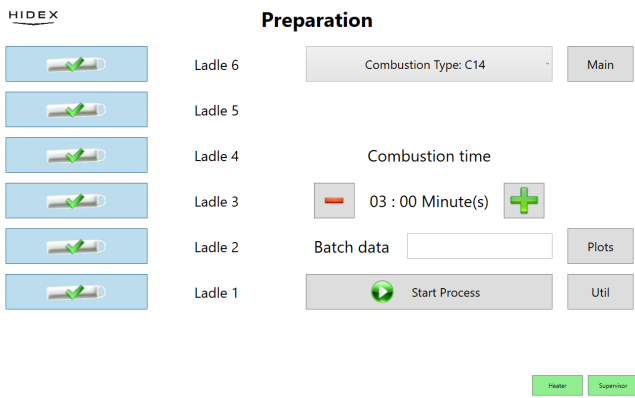 HIDEX
Preparation
Ladle 6
Combustion Type: C14
Main
Ladle 5
Ladle 4
Combustion time
Ladle 3
03 : 00 Minute(s)
Ladle 2
Batch data
Plots
Ladle 1
Start Process
Util
Heater
Supervisor